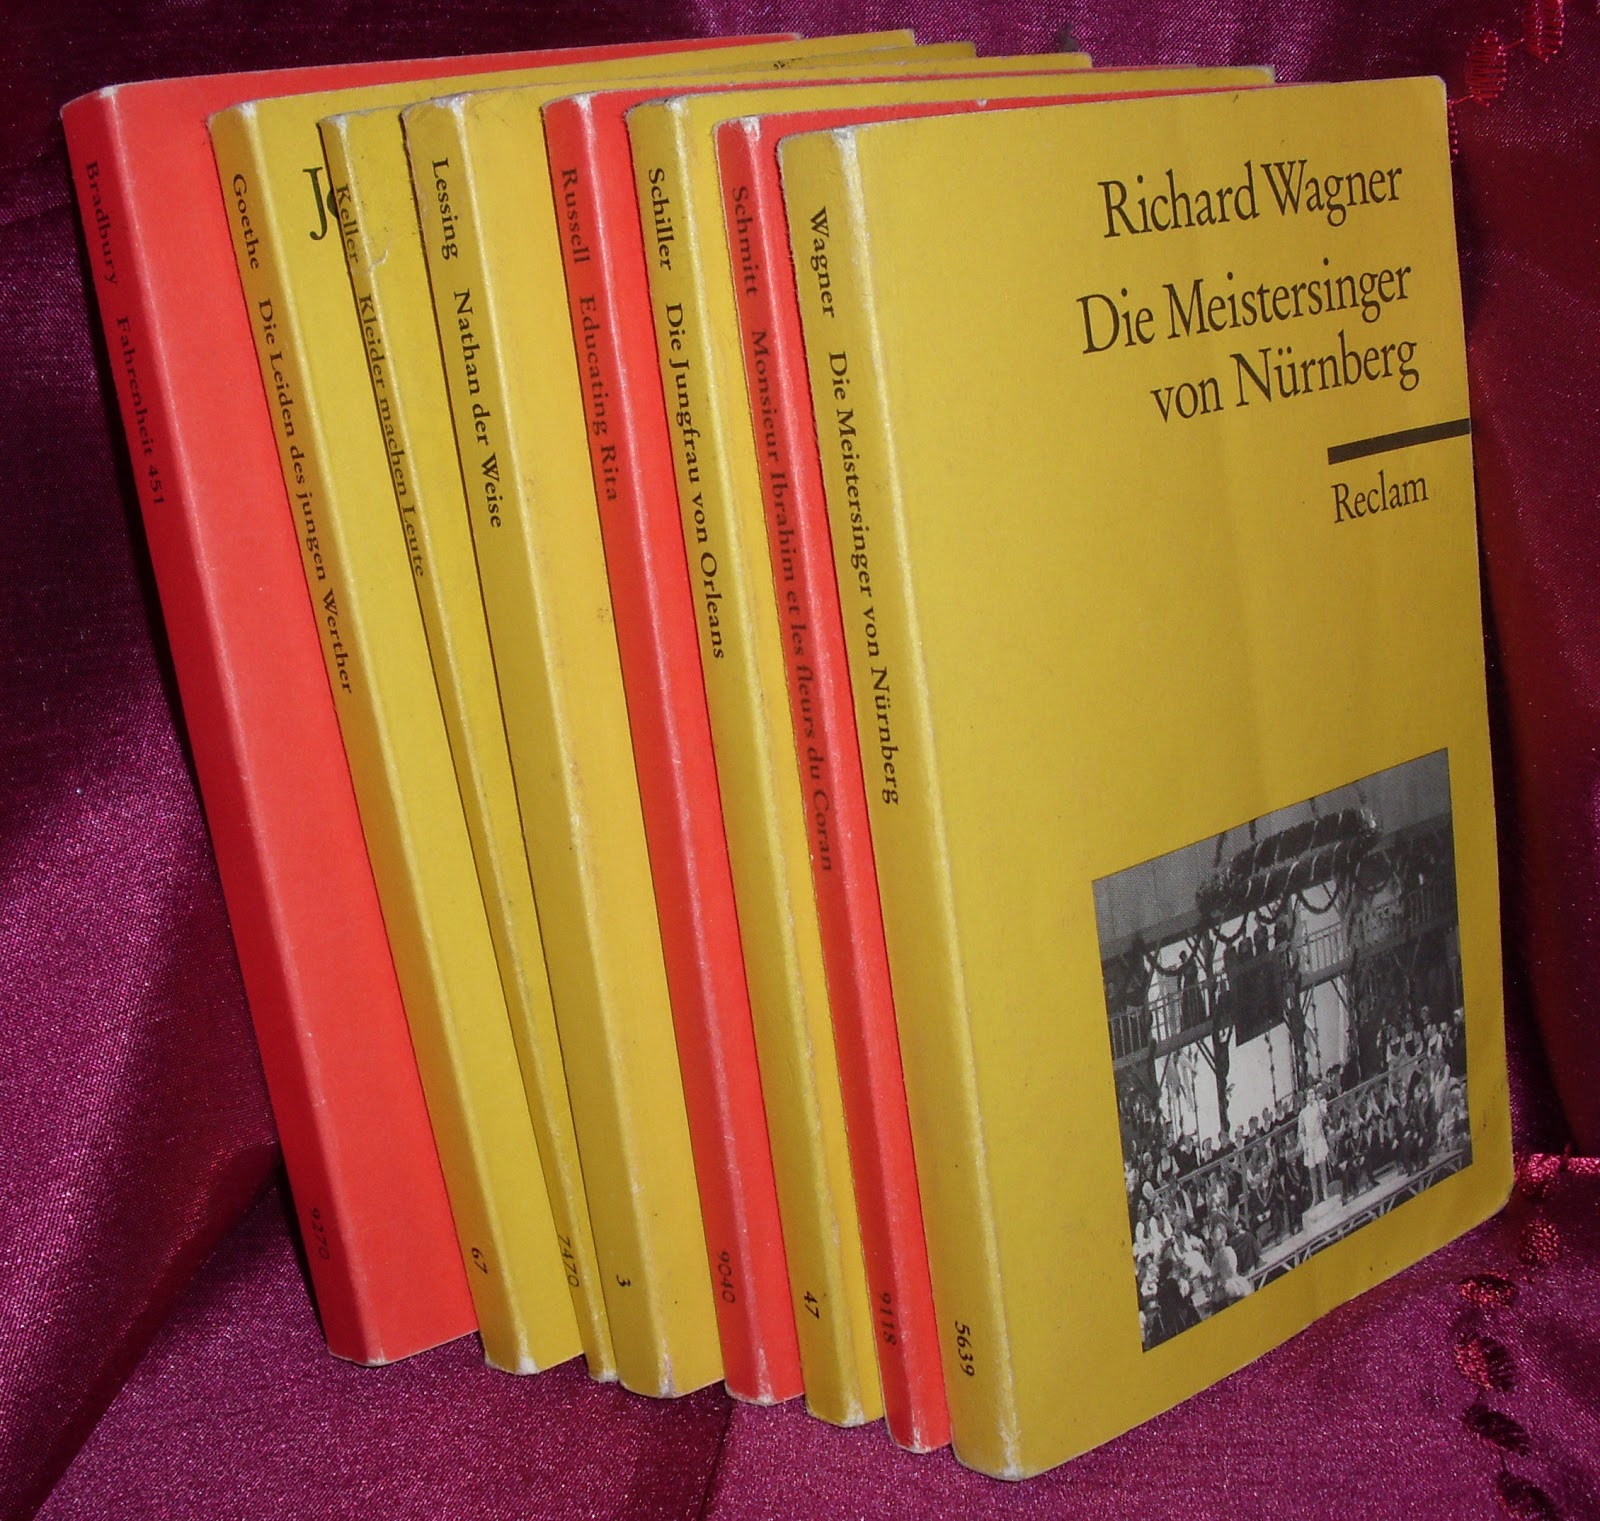 Bradbury Fahrenheit 451
9270
Goethe Die Leiden des jungen Werther
67
Keller Kleider machen Leute
7470
Lessing Nathan der Weise
3
Russell Educating Rita
9040
Schiller Die Jungfrau von Orleans
47
Schmitt Monsieur Ibrahim et les fleurs du Coran
9118
Wagner Die Meistersinger von Nürnberg
5639
Richard Wagner
Die Meistersinger
von Nürnberg
Reclam